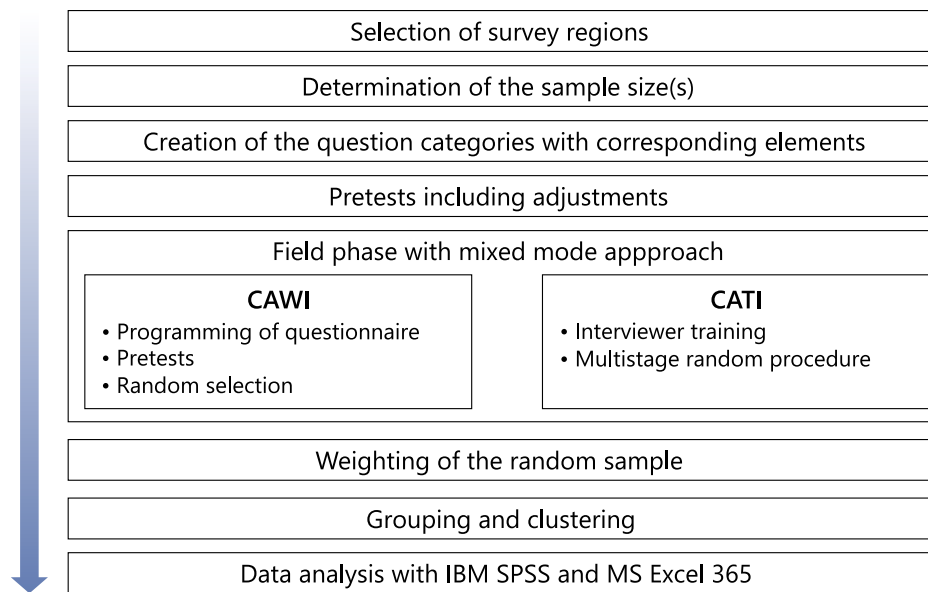 Selection of survey regions
Determination of the sample size(s)
Creation of the question categories with corresponding elements
Pretests including adjustments
Field phase with mixed mode appproach
CAWI
• Programming of questionnaire
• Pretests
• Random selection
CATI
• Interviewer training
• Multistage random procedure
Weighting of the random sample
Grouping and clustering
Data analysis with IBM SPSS and MS Excel 365